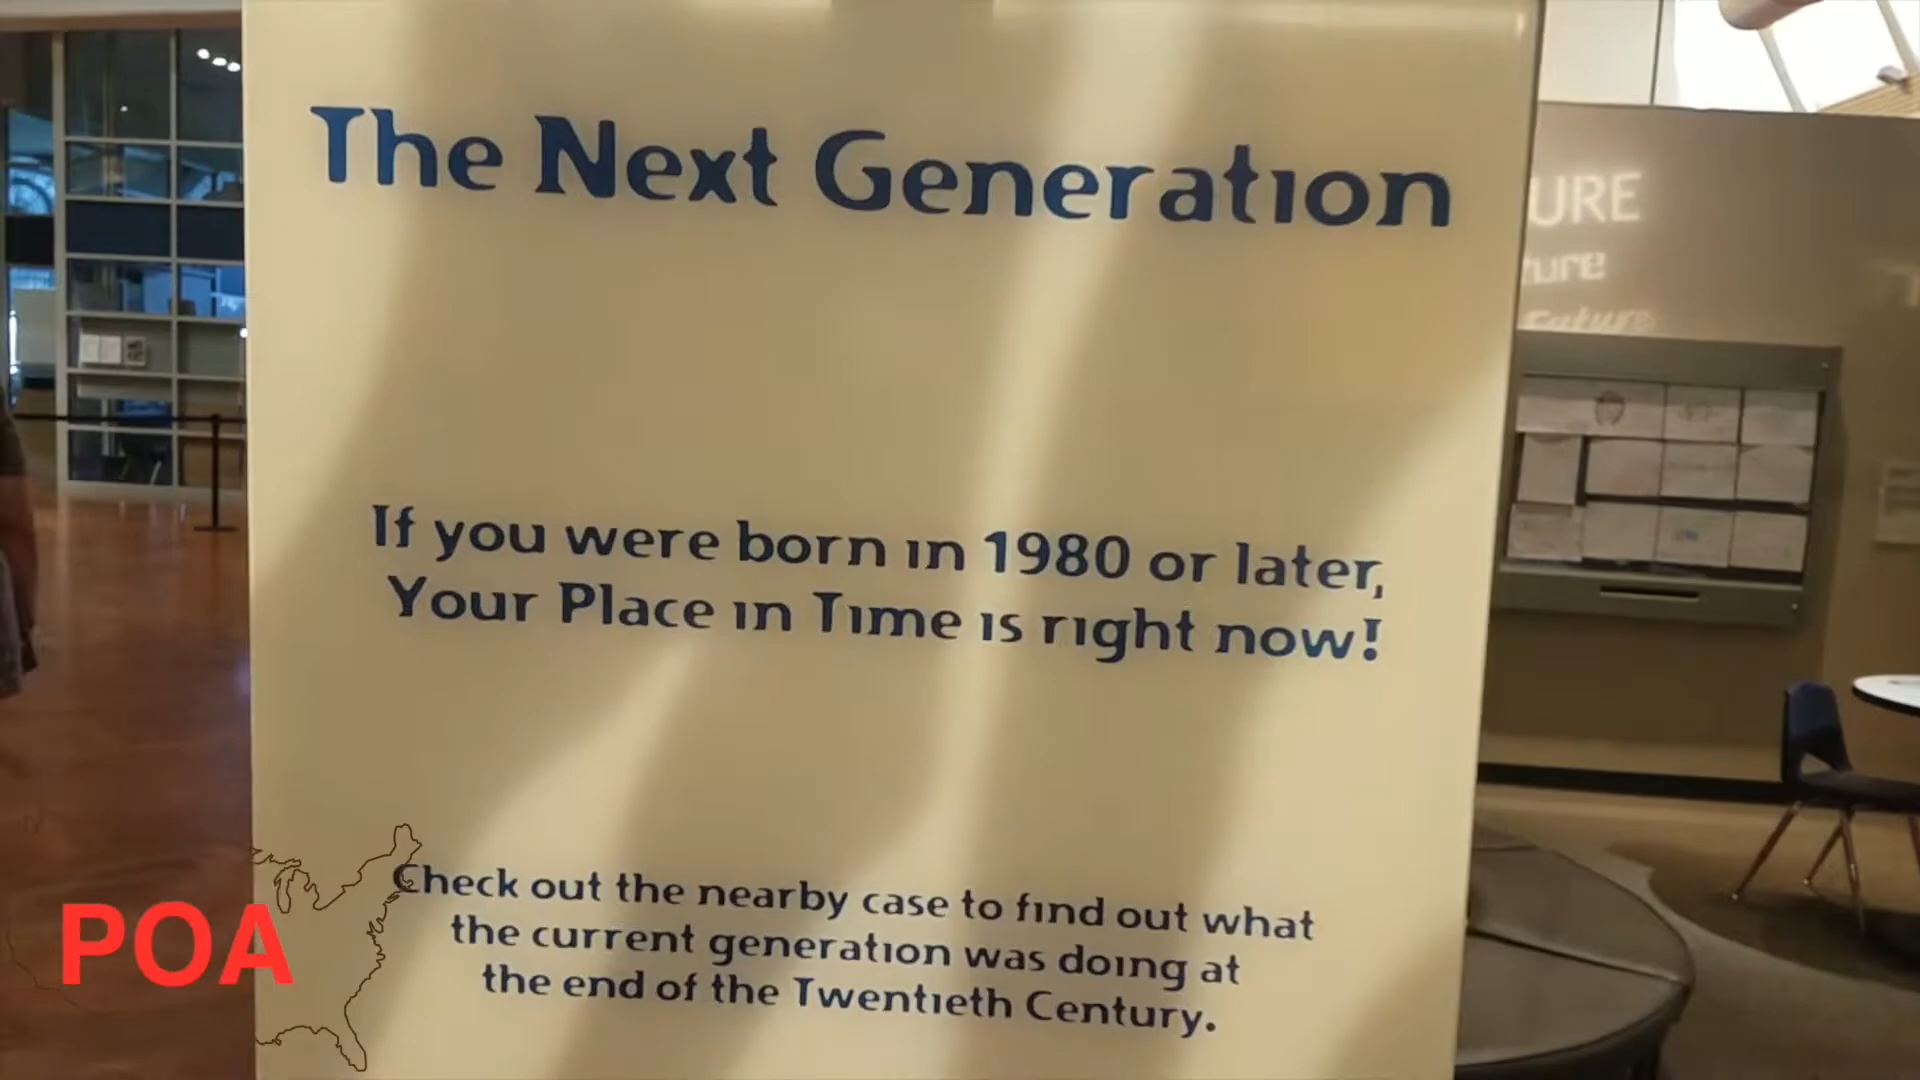 The Next Generation
If you were born in 1980 or later,
Your Place in Time is right now!
Check out the nearby case to find out what
the current generation was doing at
the end of the Twentieth Century.
URE
ture
Future
POA